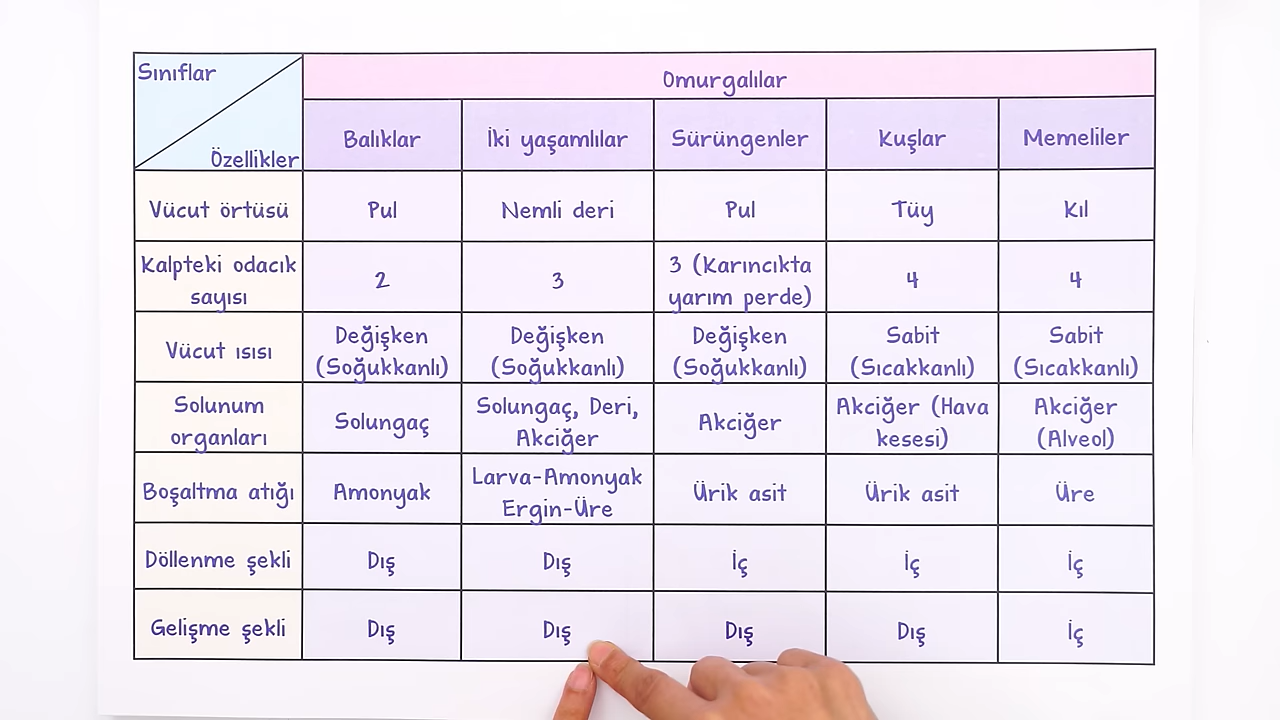 Sınıflar
Özellikler
Omurgalılar
Balıklar
İki yaşamlılar
Sürüngenler
Kuşlar
Memeliler
Vücut örtüsü
Pul
Nemli deri
Pul
Tüy
Kıl
Kalpteki odacık
sayısı
2
3
3 (Karıncıkta
yarım perde)
4
4
Vücut ısısı
Değişken
(Soğukkanlı)
Değişken
(Soğukkanlı)
Değişken
(Soğukkanlı)
Sabit
(Sıcakkanlı)
Sabit
(Sıcakkanlı)
Solunum
organları
Solungaç
Solungaç, Deri,
Akciğer
Akciğer
Akciğer (Hava
kesesi)
Akciğer
(Alveol)
Boşaltma atığı
Amonyak
Larva-Amonyak
Ergin-Üre
Ürik asit
Ürik asit
Üre
Döllenme şekli
Dış
Dış
İç
İç
İç
Gelişme şekli
Dış
Dış
Dış
Dış
İç